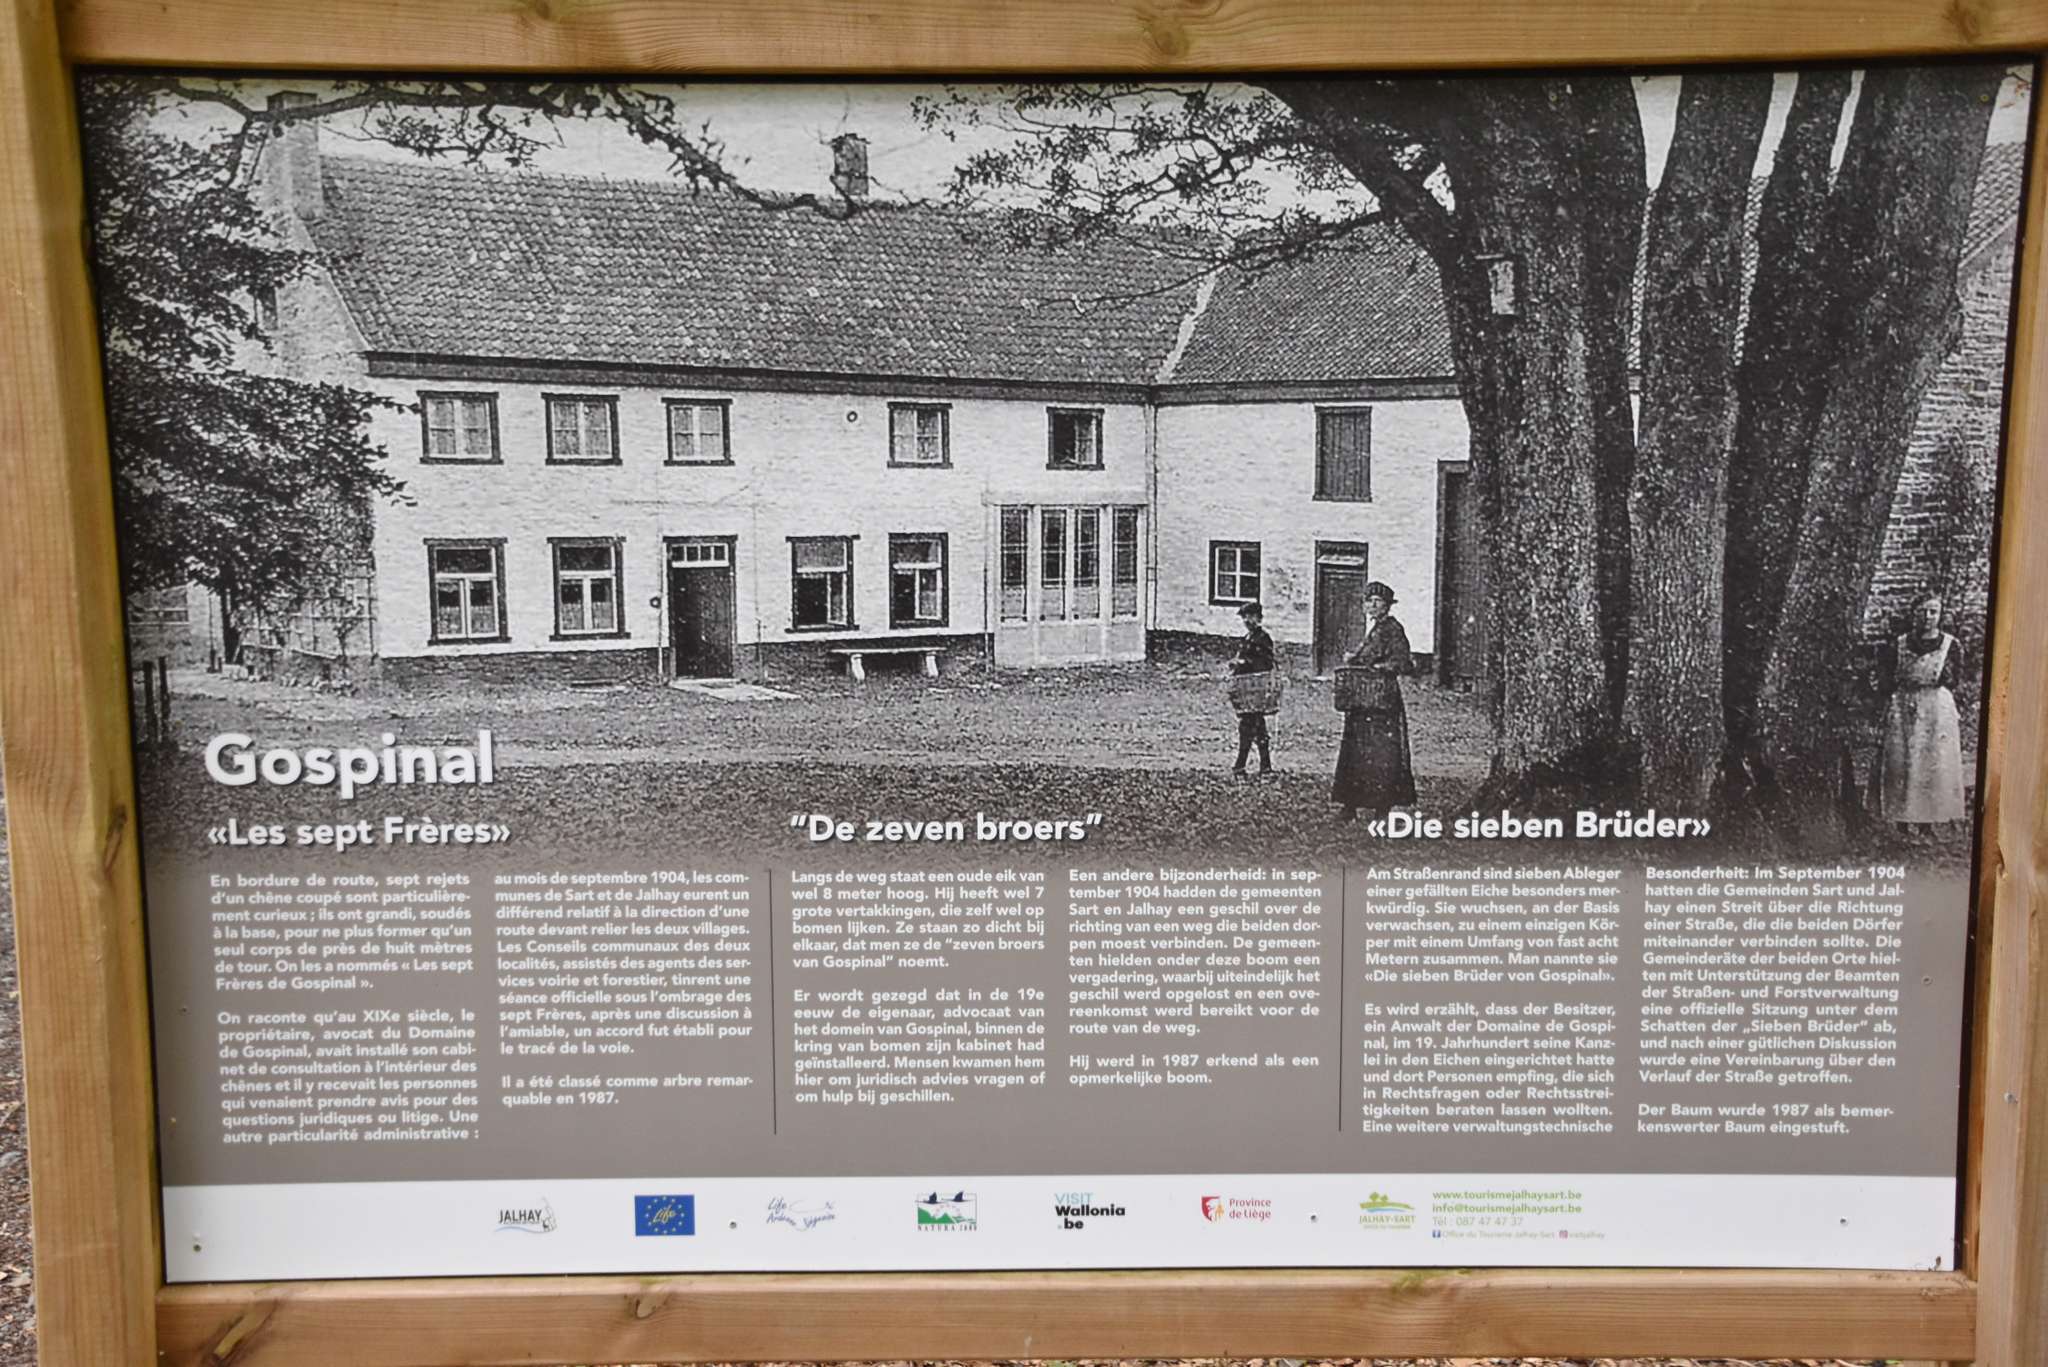 Gospinal
«Les sept Frères»
En bordure de route, sept rejets
d'un chêne coupé sont particulière-
ment curieux ; ils ont grandi, soudés
à la base, pour ne plus former qu'un
seul corps de près de huit mètres
de tour. On les a nommés « Les sept
Frères de Gospinal ».
On raconte qu'au XIXe siècle, le
propriétaire, avocat du Domaine
de Gospinal, avait installé son cabi-
net de consultation à l'intérieur des
chênes et il y recevait les personnes
qui venaient prendre avis pour des
questions juridiques ou litige. Une
autre particularité administrative :
au mois de septembre 1904, les com-
munes de Sart et de Jalhay eurent un
différend relatif à la direction d'une
route devant relier les deux villages.
Les Conseils communaux des deux
localités, assistés des agents des ser-
vices voirie et forestier, tinrent une
séance officielle sous l'ombrage des
sept Frères, après une discussion à
l'amiable, un accord fut établi pour
le tracé de la voie.
Il a été classé comme arbre remar-
quable en 1987.
"De zeven broers"
Langs de weg staat een oude eik van
wel 8 meter hoog. Hij heeft wel 7
grote vertakkingen, die zelf wel op
bomen lijken. Ze staan zo dicht bij
elkaar, dat men ze de "zeven broers
van Gospinal" noemt.
Er wordt gezegd dat in de 19e
eeuw de eigenaar, advocaat van
het domein van Gospinal, binnen de
kring van bomen zijn kabinet had
geïnstalleerd. Mensen kwamen hem
hier om juridisch advies vragen of
om hulp bij geschillen.
Een andere bijzonderheid: in sep-
tember 1904 hadden de gemeenten
Sart en Jalhay een geschil over de
richting van een weg die beiden dor-
pen moest verbinden. De gemeen-
ten hielden onder deze boom een
vergadering, waarbij uiteindelijk het
geschil werd opgelost en een ove-
reenkomst werd bereikt voor de
route van de weg.
Hij werd in 1987 erkend als een
opmerkelijke boom.
«Die sieben Brüder»
Am Straßenrand sind sieben Ableger
einer gefällten Eiche besonders mer-
kwürdig. Sie wuchsen, an der Basis
verwachsen, zu einem einzigen Kör-
per mit einem Umfang von fast acht
Metern zusammen. Man nannte sie
«Die sieben Brüder von Gospinal».
Es wird erzählt, dass der Besitzer,
ein Anwalt der Domaine de Gospi-
nal, im 19. Jahrhundert seine Kanz-
lei in den Eichen eingerichtet hatte
und dort Personen empfing, die sich
in Rechtsfragen oder Rechtsstrei-
tigkeiten beraten lassen wollten.
Eine weitere verwaltungstechnische
Besonderheit: Im September 1904
hatten die Gemeinden Sart und Jal-
hay einen Streit über die Richtung
einer Straße, die die beiden Dörfer
miteinander verbinden sollte. Die
Gemeinderäte der beiden Orte hiel-
ten mit Unterstützung der Beamten
der Straßen- und Forstverwaltung
eine offizielle Sitzung unter dem
Schatten der „Sieben Brüder" ab,
und nach einer gütlichen Diskussion
wurde eine Vereinbarung über den
Verlauf der Straße getroffen.
Der Baum wurde 1987 als bemer-
kenswerter Baum eingestuft.
JALHAY
Life
Life
Ardenne Liégeoise
NATURA 2000
VISIT
Wallonia
.be
Province
de Liège
JALHAY-SART
www.tourismejalhaysart.be
info@tourismejalhaysart.be
Tél : 087 47 47 37
Office du Tourisme Jalhay-Sart visitjalhay